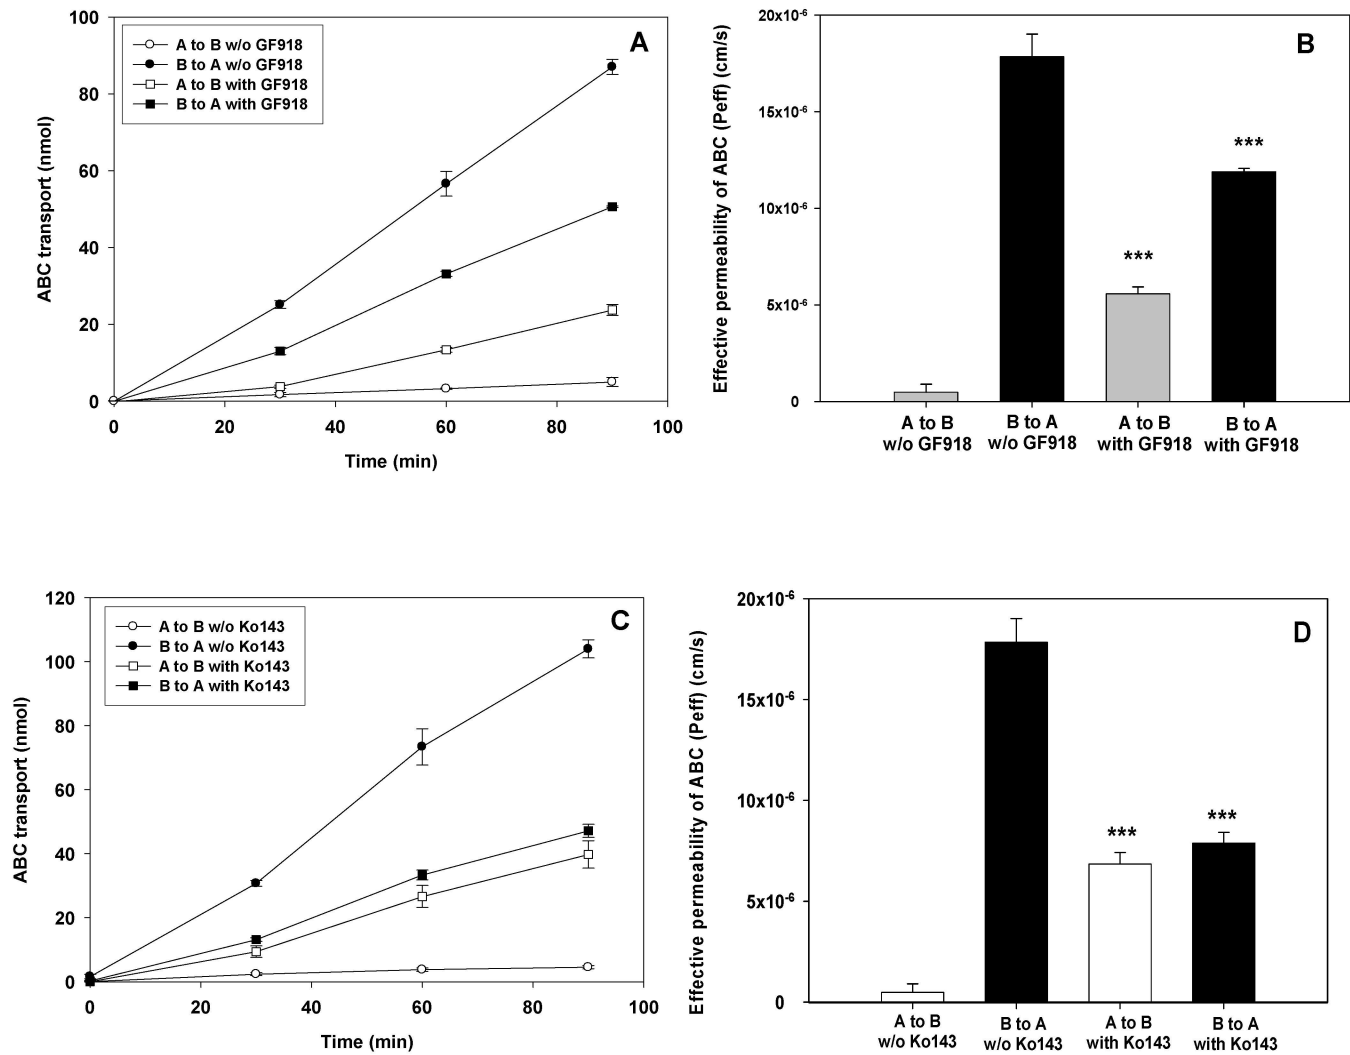 A
A to B w/o GF918
B to A w/o GF918
A to B with GF918
B to A with GF918
ABC transport (nmol)
100
80
60
40
20
0
0 20 40 60 80 100
Time (min)
B
Effective permeability of ABC (Peff) (cm/s)
20x10-6
15x10-6
10x10-6
5x10-6
0
***
***
A to B B to A A to B B to A
w/o GF918 w/o GF918 with GF918 with GF918
C
A to B w/o Ko143
B to A w/o Ko143
A to B with Ko143
B to A with Ko143
ABC transport (nmol)
120
100
80
60
40
20
0
0 20 40 60 80 100
Time (min)
D
Effective permeability of ABC (Peff) (cm/s)
20x10-6
15x10-6
10x10-6
5x10-6
0
***
***
A to B B to A A to B B to A
w/o Ko143 w/o Ko143 with Ko143 with Ko143